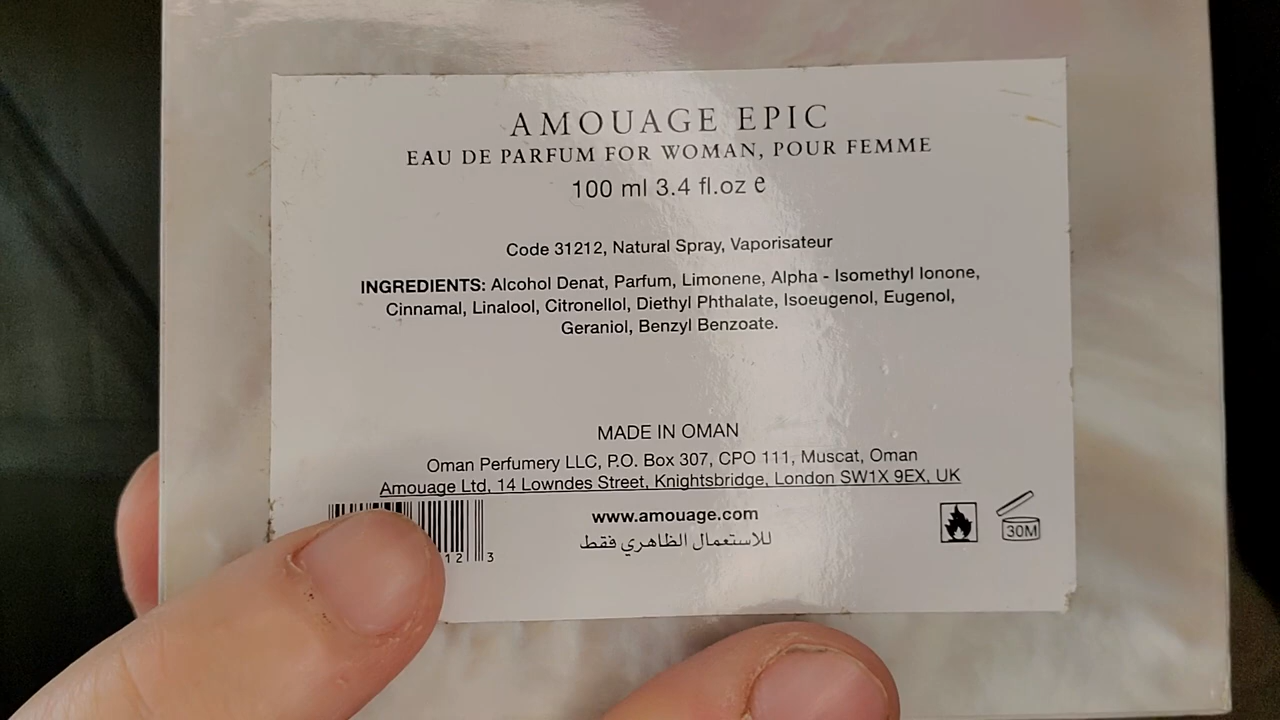 AMOUAGE EPIC
EAU DE PARFUM FOR WOMAN, POUR FEMME
100 ml 3.4 fl.oz e
Code 31212, Natural Spray, Vaporisateur
INGREDIENTS: Alcohol Denat, Parfum, Limonene, Alpha - Isomethyl Ionone,
Cinnamal, Linalool, Citronellol, Diethyl Phthalate, Isoeugenol, Eugenol,
Geraniol, Benzyl Benzoate.
MADE IN OMAN
Oman Perfumery LLC, P.O. Box 307, CPO 111, Muscat, Oman
Amouage Ltd, 14 Lowndes Street, Knightsbridge, London SW1X 9EX, UK
www.amouage.com
للاستعمال الظاهري فقط
12 3
30M